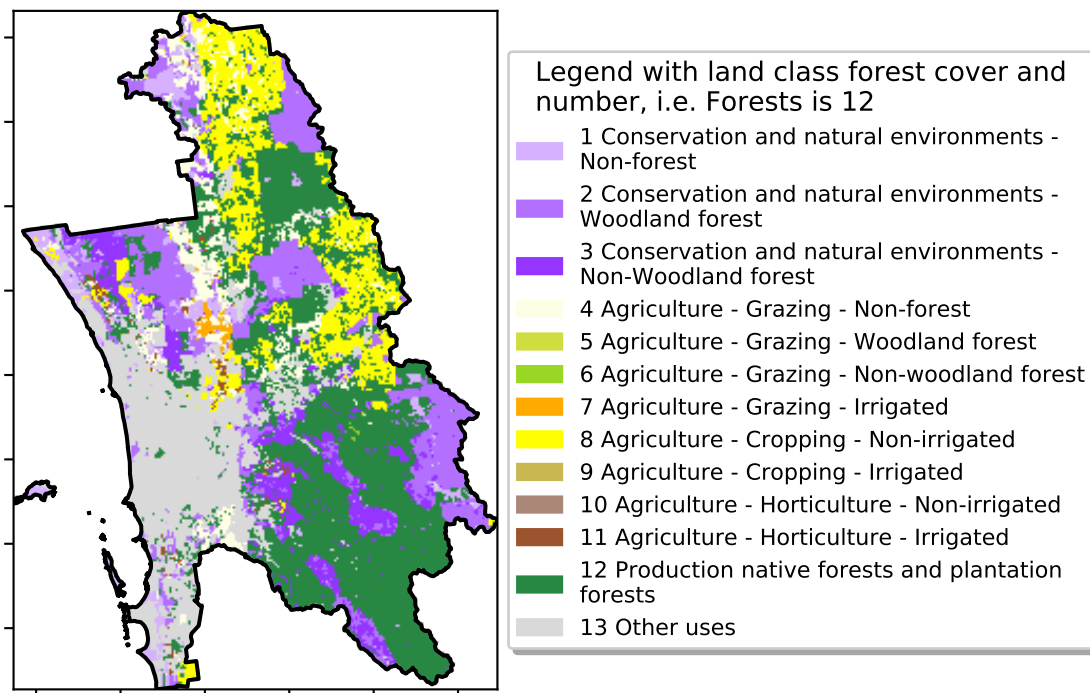 Legend with land class forest cover and
number, i.e. Forests is 12
1 Conservation and natural environments -
Non-forest
2 Conservation and natural environments -
Woodland forest
3 Conservation and natural environments -
Non-Woodland forest
4 Agriculture - Grazing - Non-forest
5 Agriculture - Grazing - Woodland forest
6 Agriculture - Grazing - Non-woodland forest
7 Agriculture - Grazing - Irrigated
8 Agriculture - Cropping - Non-irrigated
9 Agriculture - Cropping - Irrigated
10 Agriculture - Horticulture - Non-irrigated
11 Agriculture - Horticulture - Irrigated
12 Production native forests and plantation
forests
13 Other uses